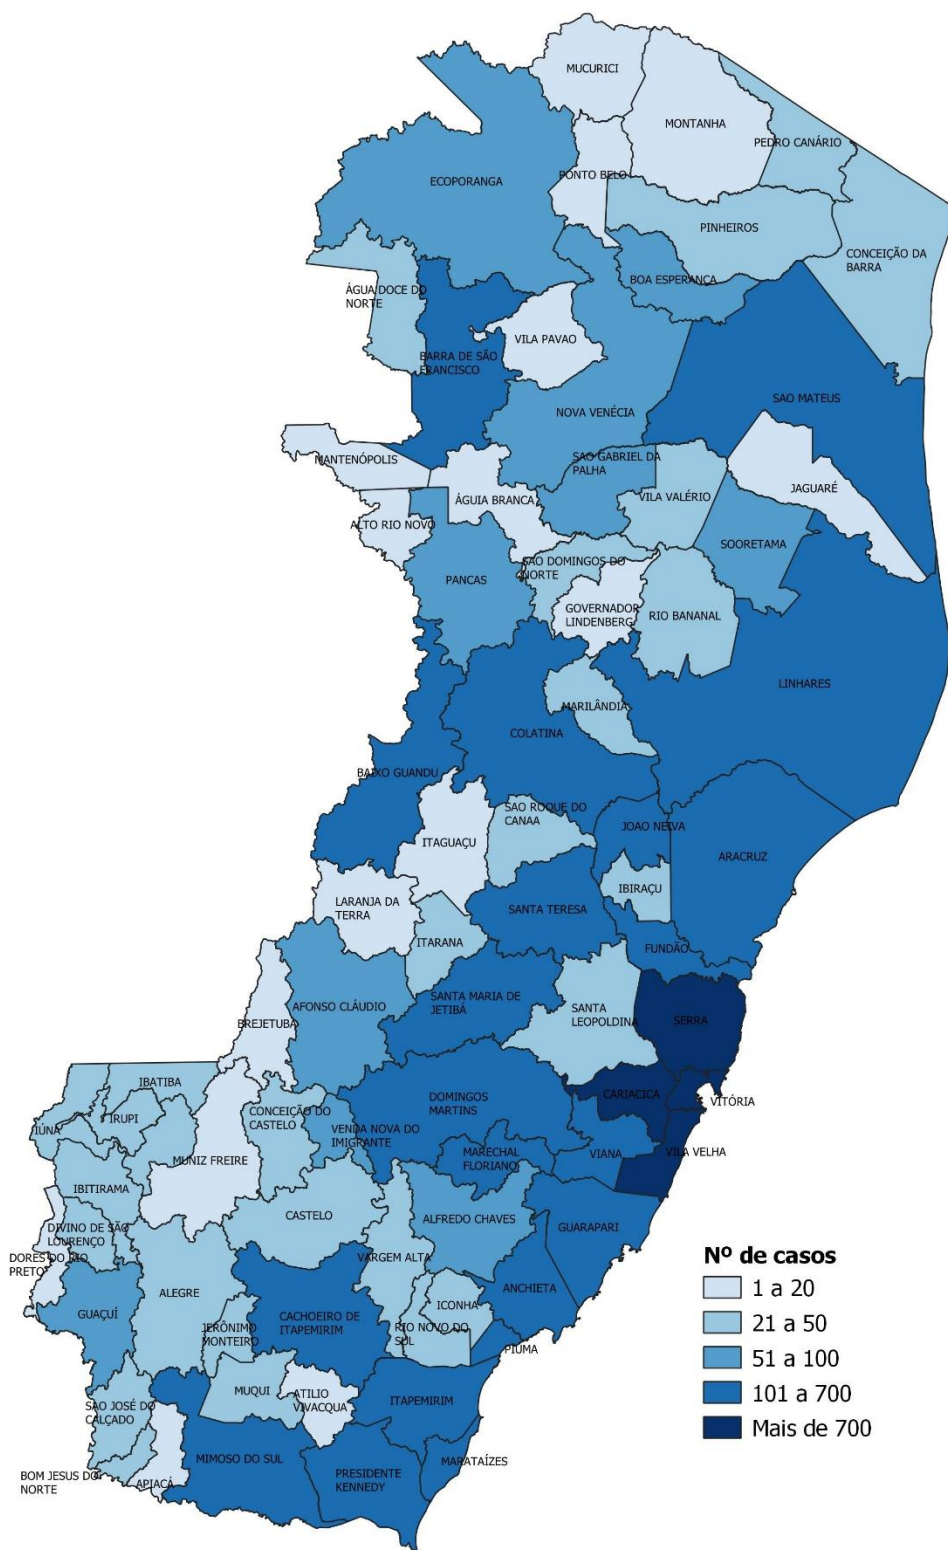 MUCURICI
MONTANHA
PEDRO CANÁRIO
PONTO BELO
ECOPORANGA
PINHEIROS
CONCEIÇÃO DA
BARRA
BOA ESPERANÇA
ÁGUA DOCE DO
NORTE
VILA PAVAO
BARRA DE SÃO
FRANCISCO
SAO MATEUS
NOVA VENÉCIA
MANTENÓPOLIS
SAO GABRIEL DA
PALHA
JAGUARÉ
ÁGUIA BRANCA
VILA VALÉRIO
ALTO RIO NOVO
SOORETAMA
PANCAS
SAO DOMINGOS DO
NORTE
GOVERNADOR
LINDENBERG
RIO BANANAL
LINHARES
MARILÂNDIA
COLATINA
BAIXO GUANDU
SAO ROQUE DO
CANAA
JOAO NEIVA
ITAGUAÇU
ARACRUZ
IBIRAÇU
LARANJA DA
TERRA
SANTA TERESA
ITARANA
FUNDÃO
AFONSO CLÁUDIO
SANTA MARIA DE
JETIBÁ
SANTA
LEOPOLDINA
SERRA
BREJETUBA
IBATIBA
CARIACICA
VITÓRIA
DOMINGOS
MARTINS
IRUPI
IÚNA
CONCEIÇÃO DO
CASTELO
VENDA NOVA DO
IMIGRANTE
MARECHAL
FLORIANO
VIANA
VILA VELHA
MUNIZ FREIRE
IBITIRAMA
CASTELO
ALFREDO CHAVES
GUARAPARI
DIVINO DE SÃO
LOURENÇO
DORES DO RIO
PRETO
VARGEM ALTA
ANCHIETA
ALEGRE
ICONHA
GUAÇUÍ
CACHOEIRO DE
ITAPEMIRIM
JERÔNIMO
MONTEIRO
RIO NOVO DO
SUL
PIUMA
MUQUI
ATILIO
VIVACQUA
ITAPEMIRIM
SAO JOSÉ DO
CALÇADO
MIMOSO DO SUL
MARATAÍZES
BOM JESUS DO
NORTE
APIACÁ
PRESIDENTE
KENNEDY
Nº de casos
1 a 20
21 a 50
51 a 100
101 a 700
Mais de 700